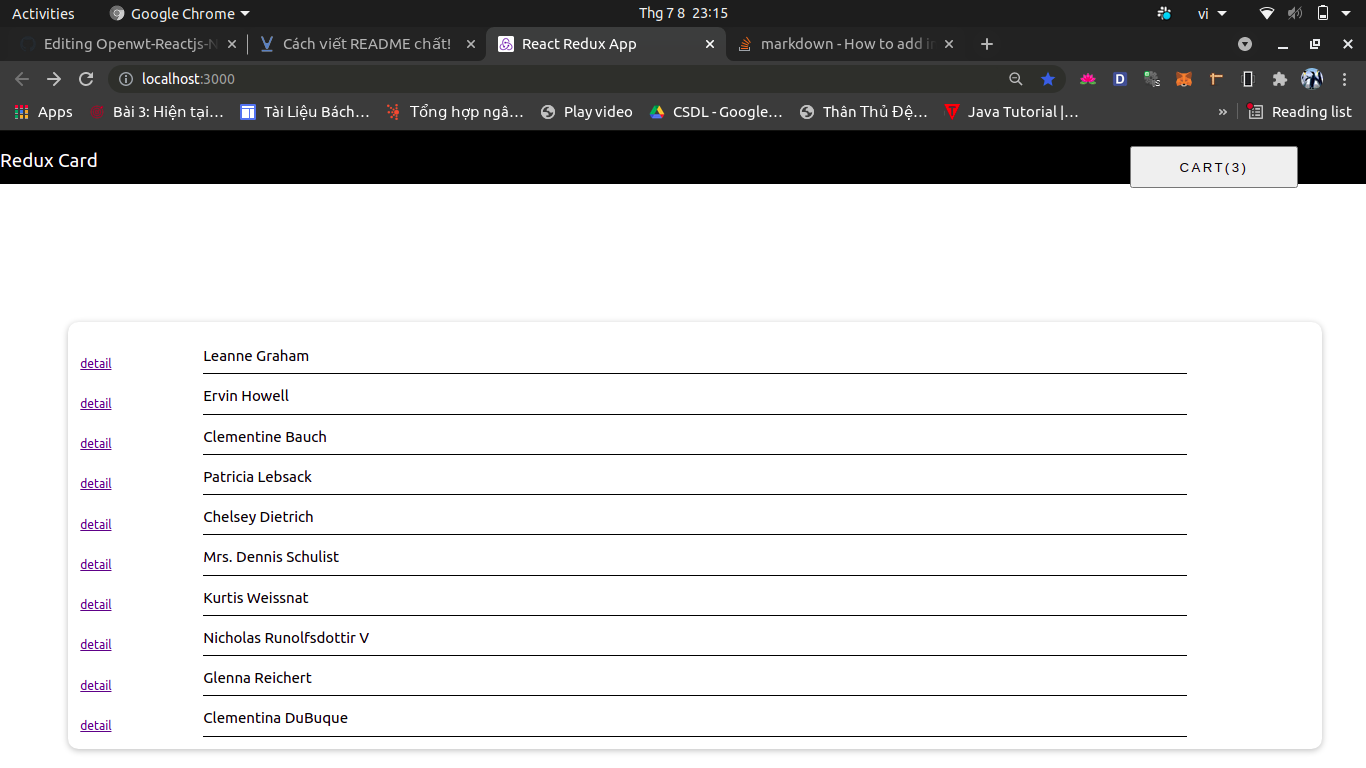 Activities Google Chrome Thg 7 8 23:15 vi
Editing Openwt-Reactjs-N Cách viết README chất! React Redux App markdown - How to add in
localhost:3000
Apps Bài 3: Hiện tại… Tài Liệu Bách… Tổng hợp ngâ… Play video CSDL - Google… Thân Thủ Đệ… Java Tutorial |… » Reading list
Redux Card CART(3)
detail Leanne Graham
detail Ervin Howell
detail Clementine Bauch
detail Patricia Lebsack
detail Chelsey Dietrich
detail Mrs. Dennis Schulist
detail Kurtis Weissnat
detail Nicholas Runolfsdottir V
detail Glenna Reichert
detail Clementina DuBuque